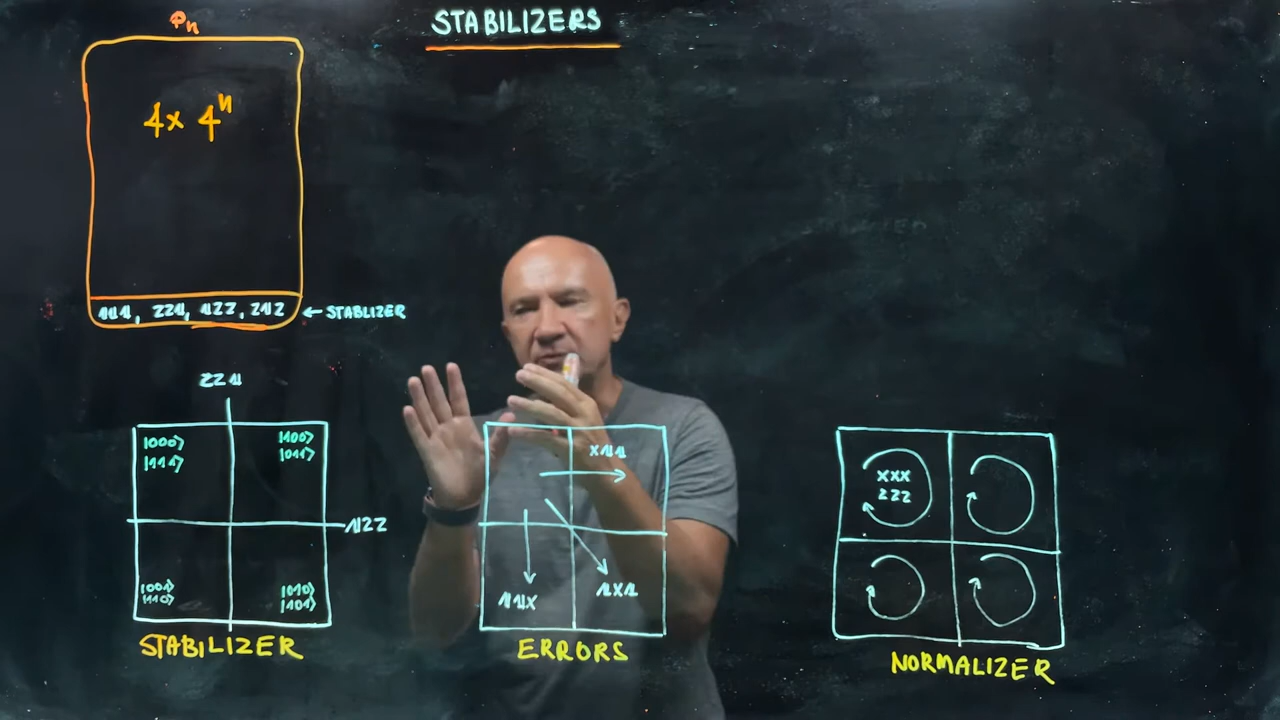 STABILIZERS
Pn
4x 4ⁿ
𝟙𝟙𝟙, ZZ𝟙, 𝟙ZZ, Z𝟙Z ← STABLIZER
ZZ𝟙
|000⟩ |100⟩
|111⟩ |011⟩
𝟙ZZ
|001⟩ |010⟩
|110⟩ |101⟩
STABILIZER
X𝟙𝟙
𝟙𝟙X 𝟙X𝟙
ERRORS
XXX
ZZZ
NORMALIZER